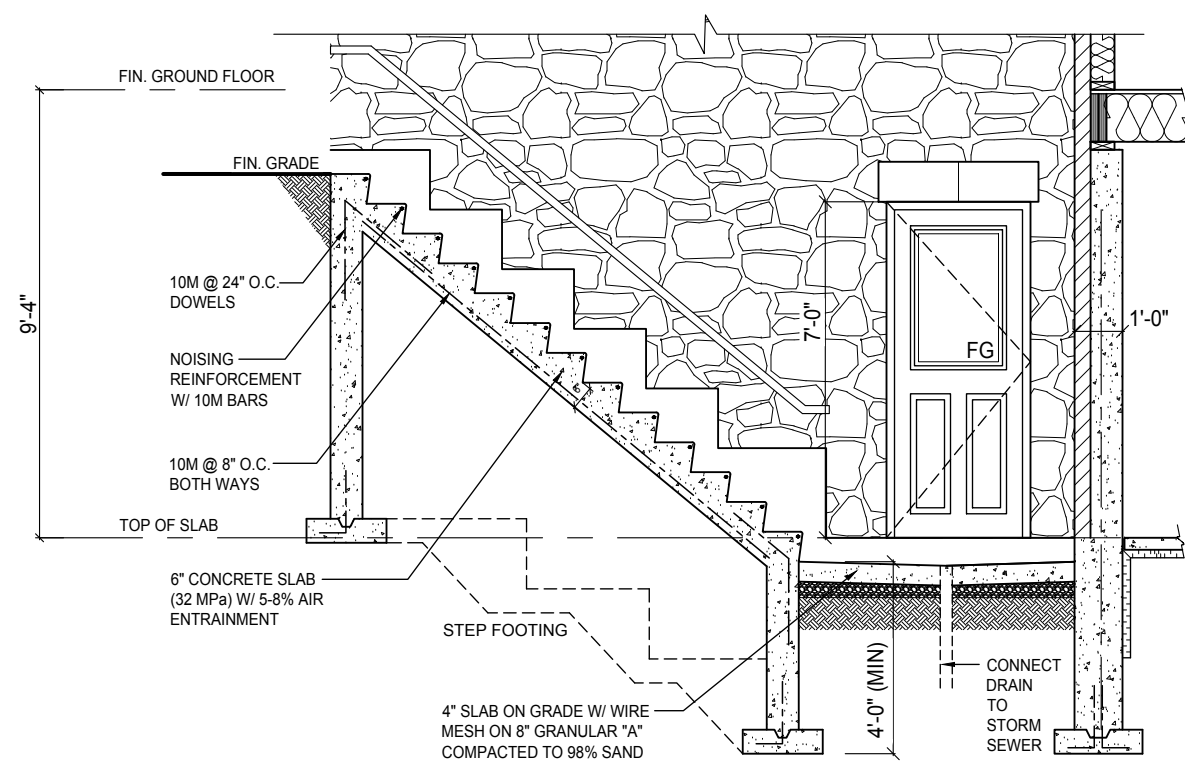 FIN. GROUND FLOOR
FIN. GRADE
9'-4"
10M @ 24" O.C.
DOWELS
NOISING
REINFORCEMENT
W/ 10M BARS
10M @ 8" O.C.
BOTH WAYS
TOP OF SLAB
6" CONCRETE SLAB
(32 MPa) W/ 5-8% AIR
ENTRAINMENT
STEP FOOTING
4" SLAB ON GRADE W/ WIRE
MESH ON 8" GRANULAR "A"
COMPACTED TO 98% SAND
7'-0"
FG
1'-0"
4'-0" (MIN)
CONNECT
DRAIN
TO
STORM
SEWER